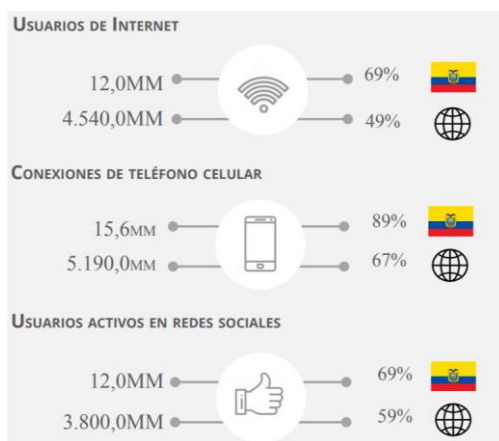 USUARIOS DE INTERNET
12,0MM 69%
4.540,0MM 49%
CONEXIONES DE TELÉFONO CELULAR
15,6MM 89%
5.190,0MM 67%
USUARIOS ACTIVOS EN REDES SOCIALES
12,0MM 69%
3.800,0MM 59%